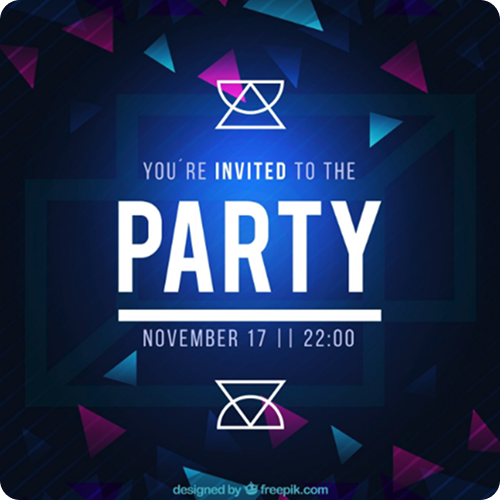 YOU´RE INVITED TO THE
PARTY
NOVEMBER 17 || 22:00
designed by freepik.com